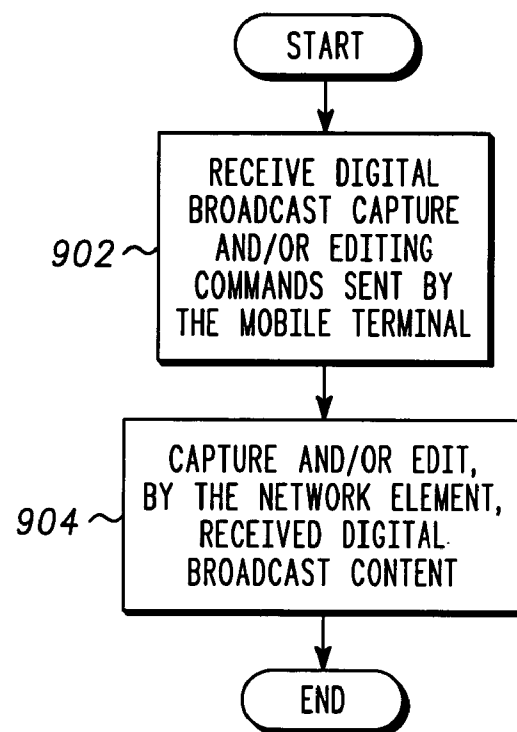 START
RECEIVE DIGITAL
BROADCAST CAPTURE
AND/OR EDITING
COMMANDS SENT BY
THE MOBILE TERMINAL
902
CAPTURE AND/OR EDIT,
BY THE NETWORK ELEMENT,
RECEIVED DIGITAL
BROADCAST CONTENT
904
END